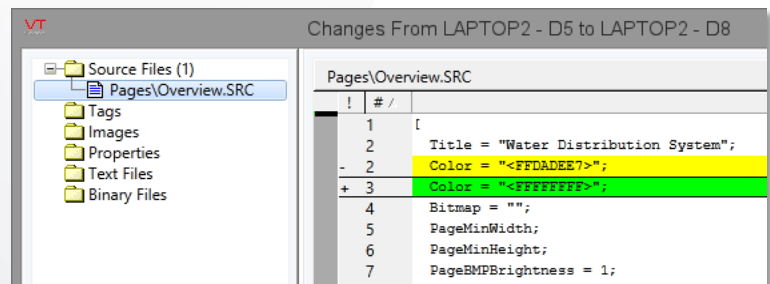 VT
Changes From LAPTOP2 - D5 to LAPTOP2 - D8
Source Files (1)
Pages\Overview.SRC
Tags
Images
Properties
Text Files
Binary Files
Pages\Overview.SRC
! # /
1 [
2 Title = "Water Distribution System";
- 2 Color = "<FFDADEE7>";
+ 3 Color = "<FFFFFFFF>";
4 Bitmap = "";
5 PageMinWidth;
6 PageMinHeight;
7 PageBMPBrightness = 1;